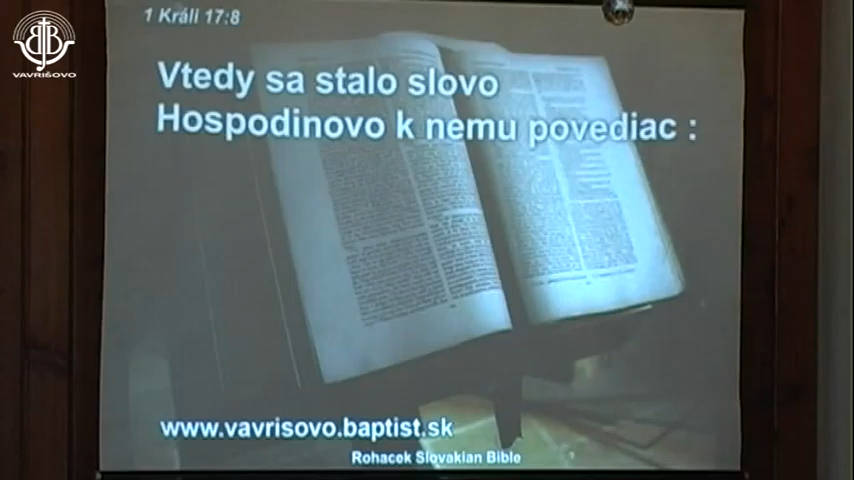 VAVRIŠOVO
1 Králi 17:8
Vtedy sa stalo slovo
Hospodinovo k nemu povediac :
www.vavrisovo.baptist.sk
Rohacek Slovakian Bible